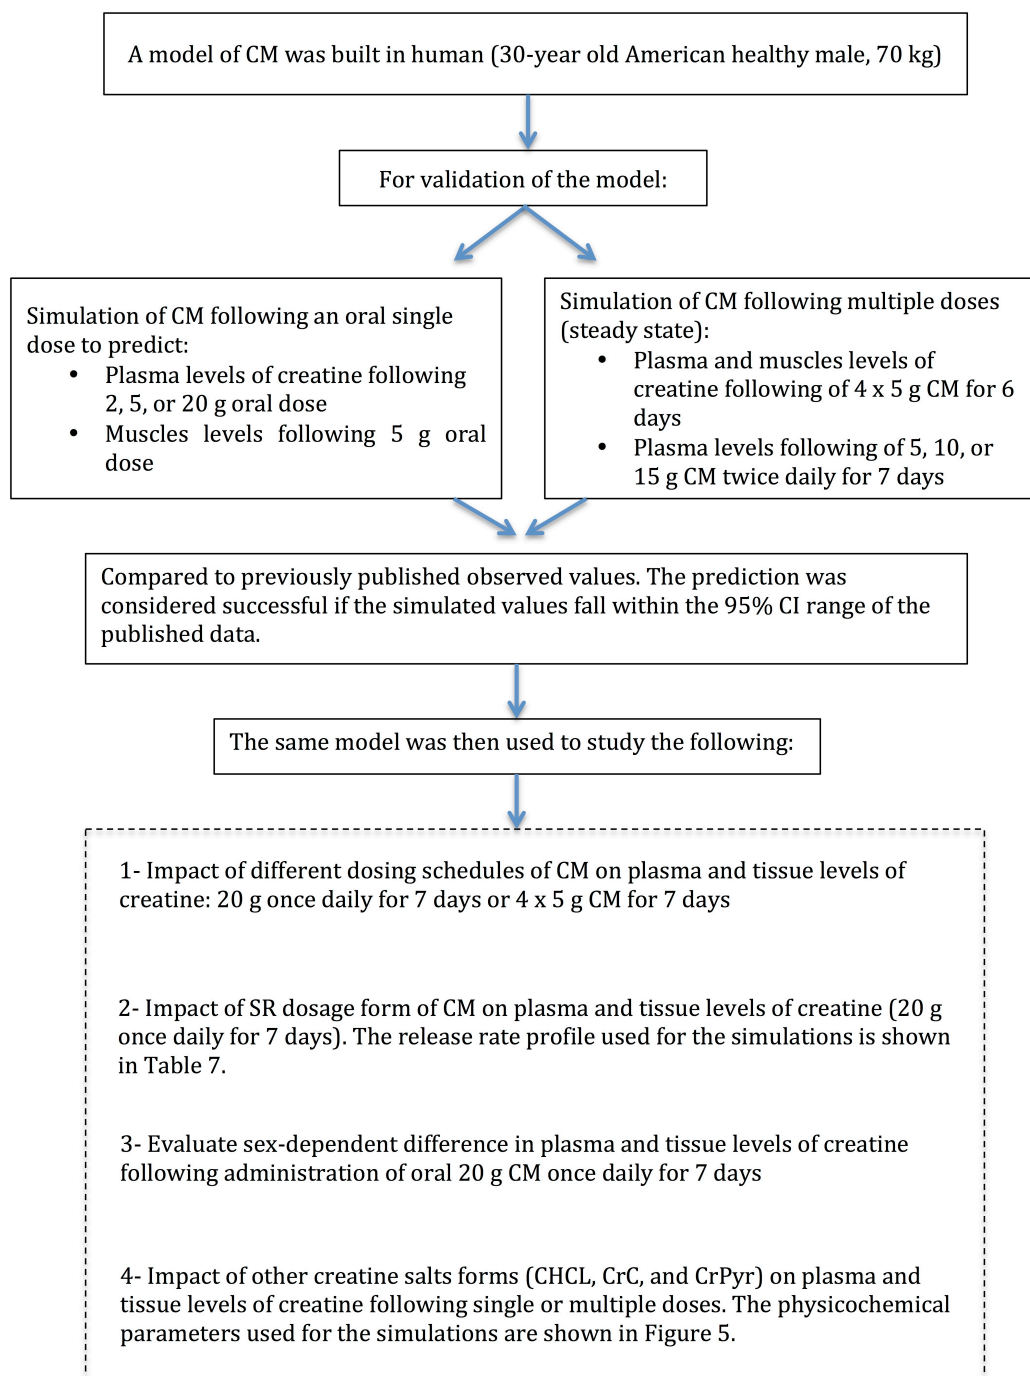 A model of CM was built in human (30-year old American healthy male, 70 kg)
For validation of the model:
Simulation of CM following an oral single
dose to predict:
• Plasma levels of creatine following
2, 5, or 20 g oral dose
• Muscles levels following 5 g oral
dose
Simulation of CM following multiple doses
(steady state):
• Plasma and muscles levels of
creatine following of 4 x 5 g CM for 6
days
• Plasma levels following of 5, 10, or
15 g CM twice daily for 7 days
Compared to previously published observed values. The prediction was
considered successful if the simulated values fall within the 95% CI range of the
published data.
The same model was then used to study the following:
1- Impact of different dosing schedules of CM on plasma and tissue levels of
creatine: 20 g once daily for 7 days or 4 x 5 g CM for 7 days
2- Impact of SR dosage form of CM on plasma and tissue levels of creatine (20 g
once daily for 7 days). The release rate profile used for the simulations is shown
in Table 7.
3- Evaluate sex-dependent difference in plasma and tissue levels of creatine
following administration of oral 20 g CM once daily for 7 days
4- Impact of other creatine salts forms (CHCL, CrC, and CrPyr) on plasma and
tissue levels of creatine following single or multiple doses. The physicochemical
parameters used for the simulations are shown in Figure 5.